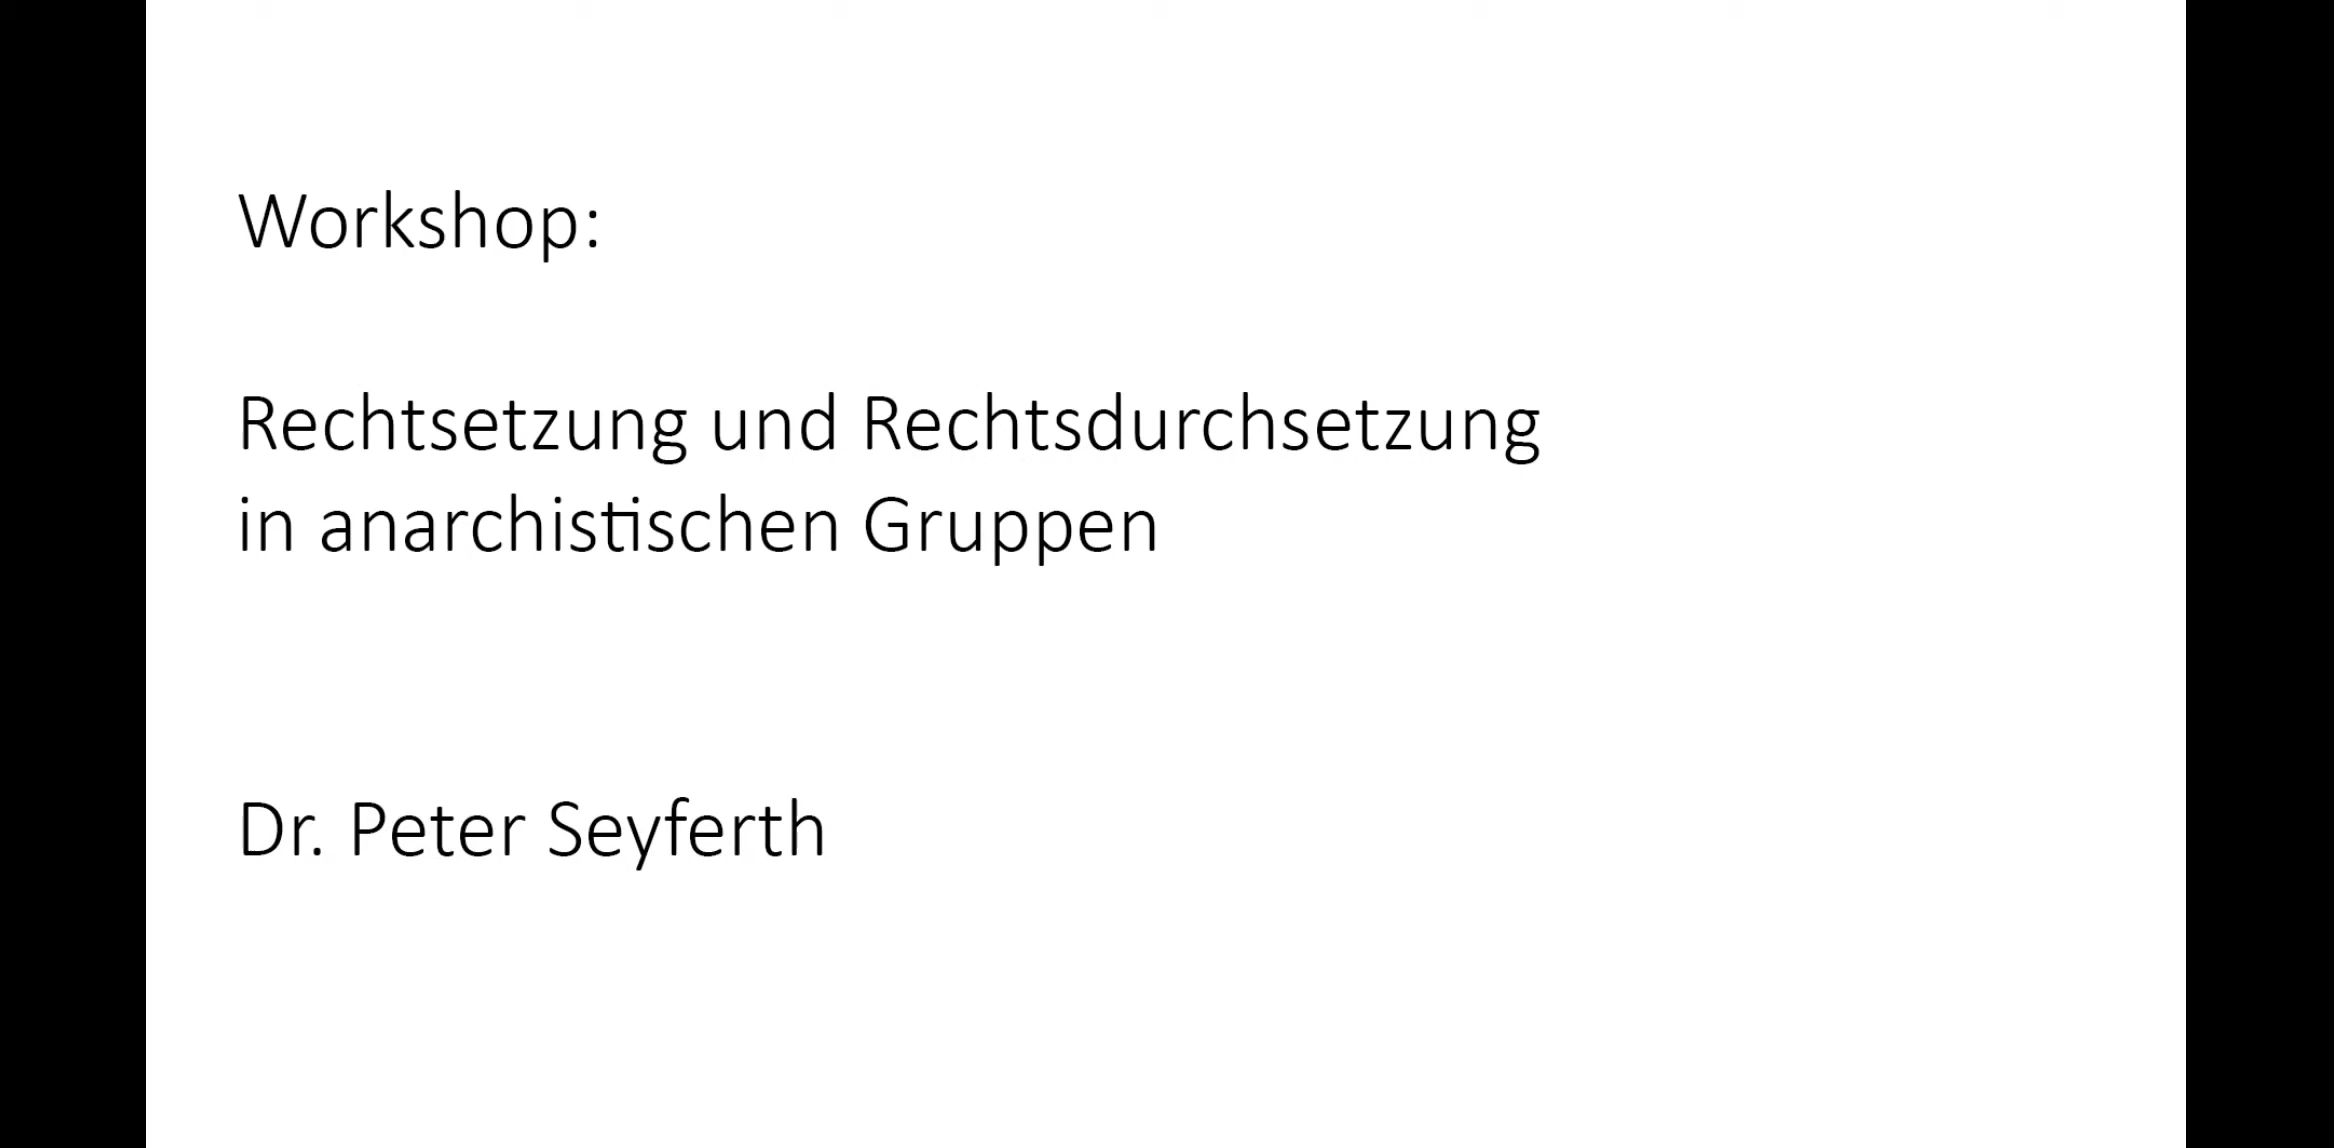 Workshop:
Rechtsetzung und Rechtsdurchsetzung
in anarchistischen Gruppen
Dr. Peter Seyferth